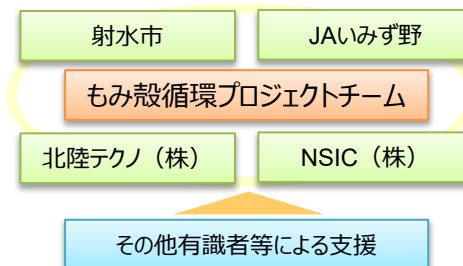 射水市
JAいみず野
もみ殻循環プロジェクトチーム
北陸テクノ（株）
NSIC（株）
その他有識者等による支援